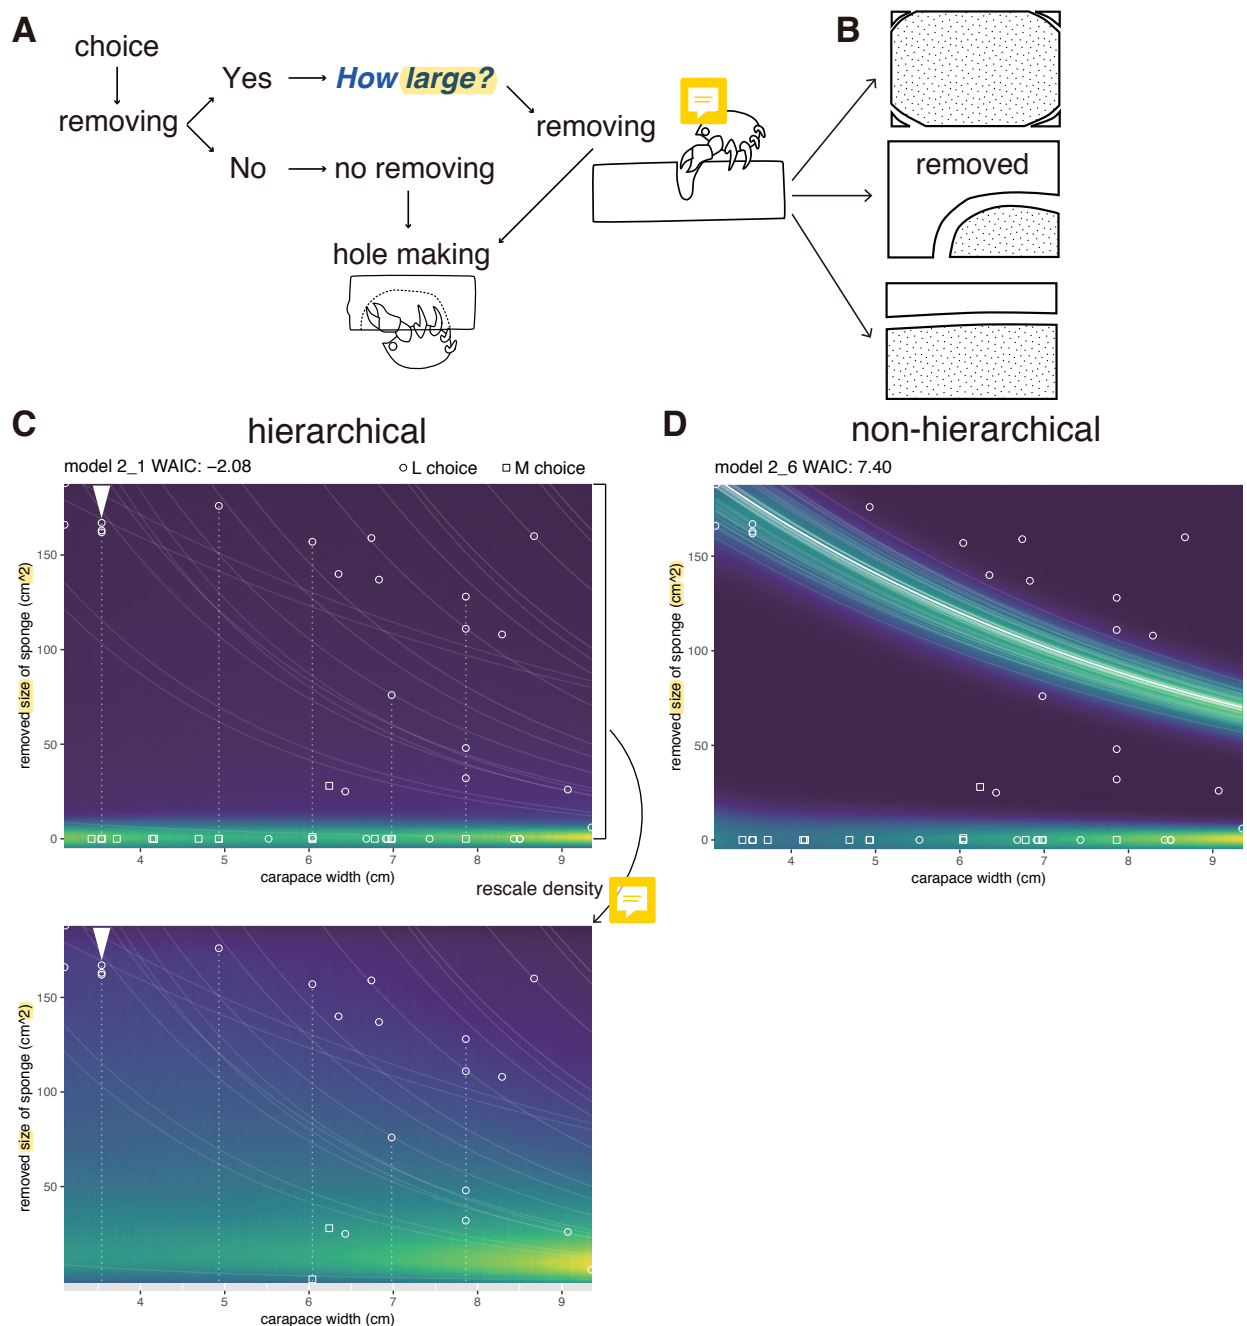 A
choice
removing
Yes
How large?
No
no removing
removing
hole making
B
removed
C
hierarchical
model 2_1 WAIC: −2.08
L choice
M choice
removed size of sponge (cm^2)
150
100
50
0
4
5
6
7
8
9
carapace width (cm)
rescale density
removed size of sponge (cm^2)
150
100
50
4
5
6
7
8
9
carapace width (cm)
D
non-hierarchical
model 2_6 WAIC: 7.40
removed size of sponge (cm^2)
150
100
50
0
4
5
6
7
8
9
carapace width (cm)